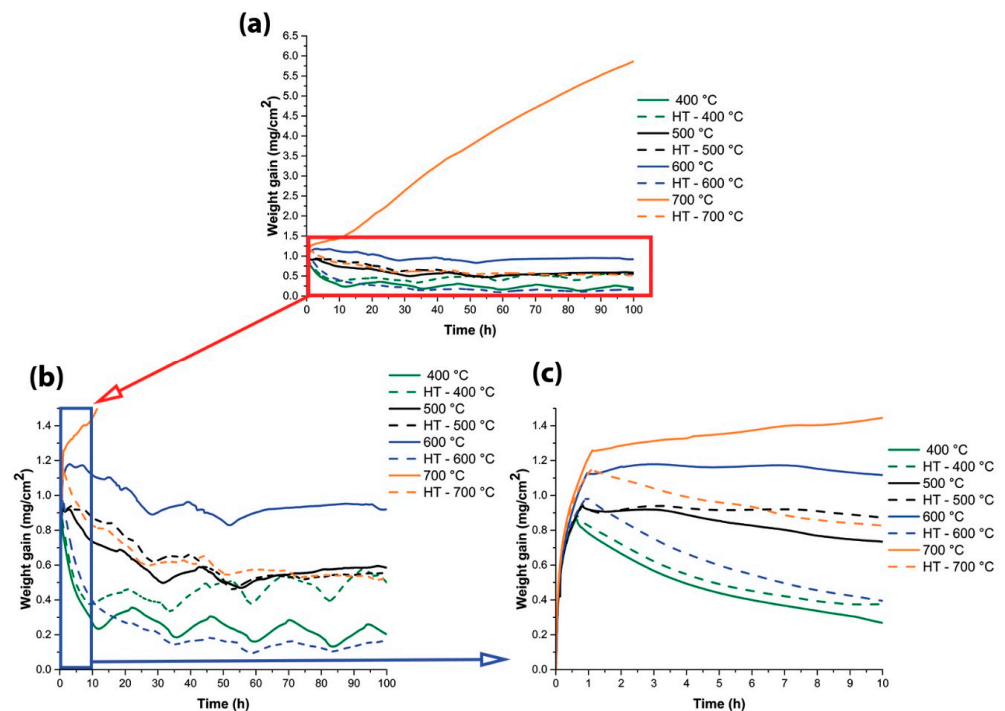 (a)
6.5
6.0
5.5
5.0
4.5
4.0
3.5
3.0
2.5
2.0
1.5
1.0
0.5
0.0
Weight gain (mg/cm2)
0 10 20 30 40 50 60 70 80 90 100
Time (h)
400 °C
HT - 400 °C
500 °C
HT - 500 °C
600 °C
HT - 600 °C
700 °C
HT - 700 °C
(b)
1.4
1.2
1.0
0.8
0.6
0.4
0.2
0.0
Weight gain (mg/cm2)
0 10 20 30 40 50 60 70 80 90 100
Time (h)
400 °C
HT - 400 °C
500 °C
HT - 500 °C
600 °C
HT - 600 °C
700 °C
HT - 700 °C
(c)
1.4
1.2
1.0
0.8
0.6
0.4
0.2
0.0
Weight gain (mg/cm2)
0 1 2 3 4 5 6 7 8 9 10
Time (h)
400 °C
HT - 400 °C
500 °C
HT - 500 °C
600 °C
HT - 600 °C
700 °C
HT - 700 °C